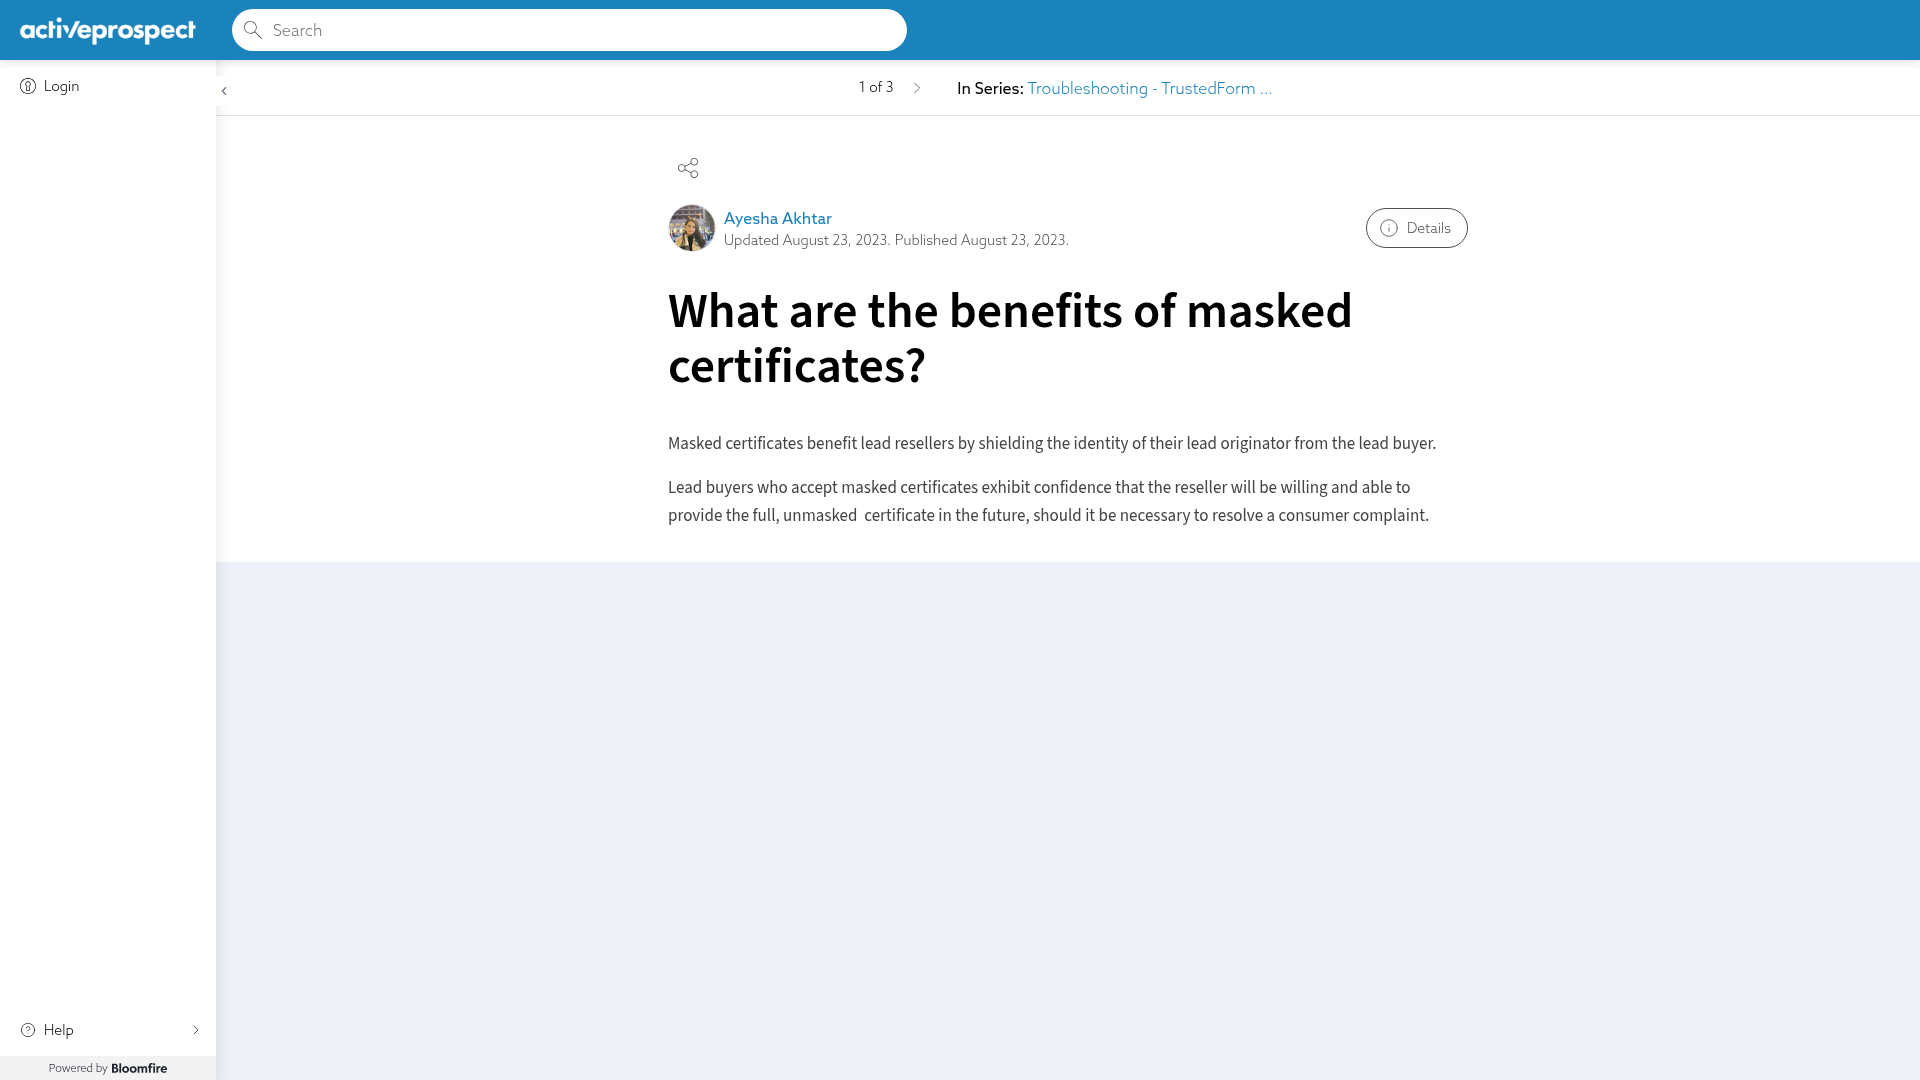 activeprospect
Search
Login
1 of 3
In Series: Troubleshooting - TrustedForm ...
Ayesha Akhtar
Updated August 23, 2023. Published August 23, 2023.
Details
What are the benefits of masked
certificates?
Masked certificates benefit lead resellers by shielding the identity of their lead originator from the lead buyer.
Lead buyers who accept masked certificates exhibit confidence that the reseller will be willing and able to
provide the full, unmasked  certificate in the future, should it be necessary to resolve a consumer complaint.
Help
Powered by Bloomfire